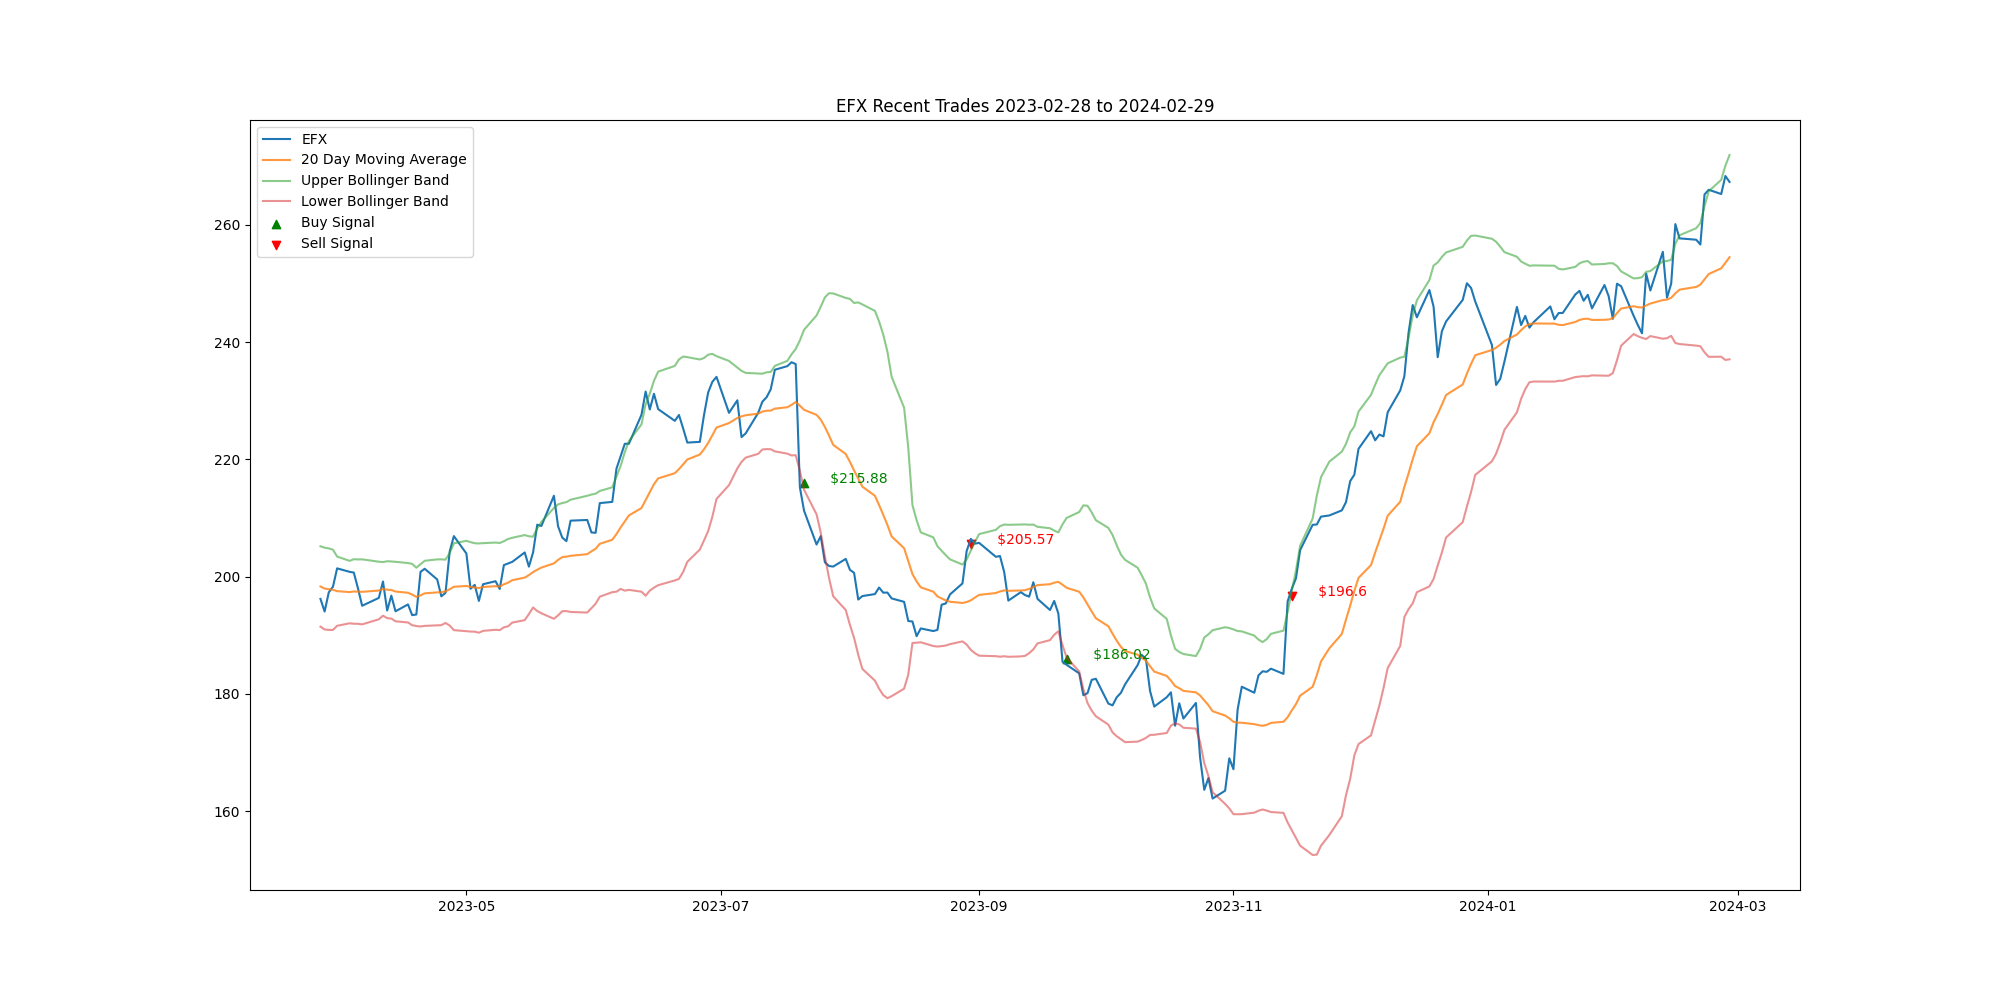 EFX Recent Trades 2023-02-28 to 2024-02-29
EFX
20 Day Moving Average
Upper Bollinger Band
Lower Bollinger Band
Buy Signal
Sell Signal
260
240
220
200
180
160
$215.88
$205.57
$186.02
$196.6
2023-05
2023-07
2023-09
2023-11
2024-01
2024-03